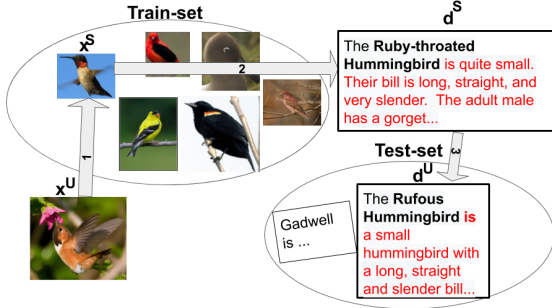 Train-set
d^S
x^S
2
The Ruby-throated
Hummingbird is quite small.
Their bill is long, straight, and
very slender. The adult male
has a gorget...
1
3
Test-set
x^U
d^U
Gadwell
is ...
The Rufous
Hummingbird is
a small
hummingbird with
a long, straight
and slender bill...